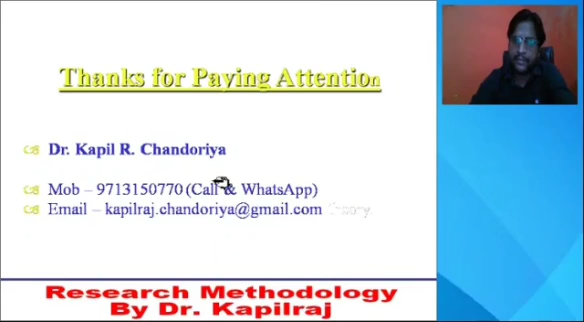 Thanks for Paying Attention
Dr. Kapil R. Chandoriya
Mob – 9713150770 (Call & WhatsApp)
Email – kapilraj.chandoriya@gmail.com
Research Methodology
By Dr. Kapilraj